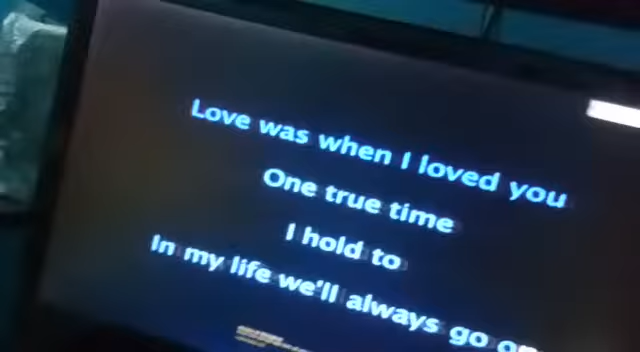 Love was when I loved you
One true time
I hold to
In my life we'll always go on